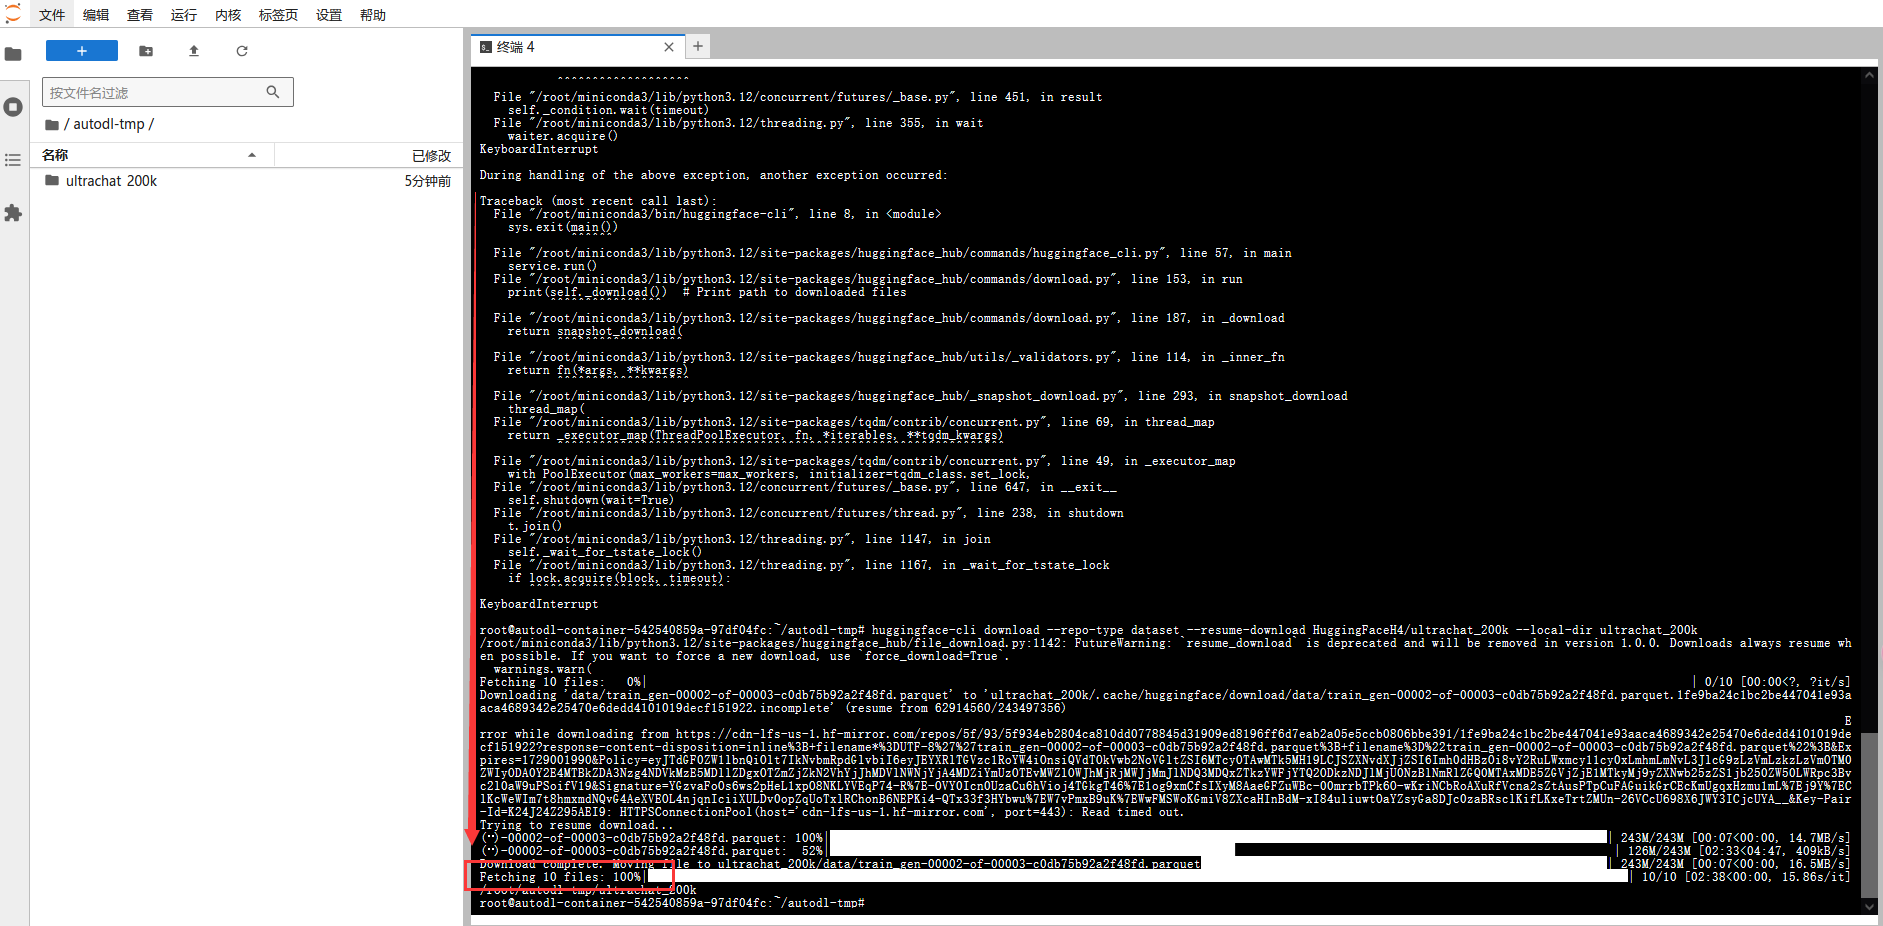 文件 编辑 查看 运行 内核 标签页 设置 帮助
+
按文件名过滤
/ autodl-tmp /
名称 已修改
ultrachat_200k 5分钟前
终端 4
File "/root/miniconda3/lib/python3.12/concurrent/futures/_base.py", line 451, in result
self._condition.wait(timeout)
File "/root/miniconda3/lib/python3.12/threading.py", line 355, in wait
waiter.acquire()
KeyboardInterrupt
During handling of the above exception, another exception occurred:
Traceback (most recent call last):
File "/root/miniconda3/bin/huggingface-cli", line 8, in <module>
sys.exit(main())
File "/root/miniconda3/lib/python3.12/site-packages/huggingface_hub/commands/huggingface_cli.py", line 57, in main
service.run()
File "/root/miniconda3/lib/python3.12/site-packages/huggingface_hub/commands/download.py", line 153, in run
print(self._download())  # Print path to downloaded files
File "/root/miniconda3/lib/python3.12/site-packages/huggingface_hub/commands/download.py", line 187, in _download
return snapshot_download(
File "/root/miniconda3/lib/python3.12/site-packages/huggingface_hub/utils/_validators.py", line 114, in _inner_fn
return fn(*args, **kwargs)
File "/root/miniconda3/lib/python3.12/site-packages/huggingface_hub/_snapshot_download.py", line 293, in snapshot_download
thread_map(
File "/root/miniconda3/lib/python3.12/site-packages/tqdm/contrib/concurrent.py", line 69, in thread_map
return _executor_map(ThreadPoolExecutor, fn, *iterables, **tqdm_kwargs)
File "/root/miniconda3/lib/python3.12/site-packages/tqdm/contrib/concurrent.py", line 49, in _executor_map
with PoolExecutor(max_workers=max_workers, initializer=tqdm_class.set_lock,
File "/root/miniconda3/lib/python3.12/concurrent/futures/_base.py", line 647, in __exit__
self.shutdown(wait=True)
File "/root/miniconda3/lib/python3.12/concurrent/futures/thread.py", line 238, in shutdown
t.join()
File "/root/miniconda3/lib/python3.12/threading.py", line 1147, in join
self._wait_for_tstate_lock()
File "/root/miniconda3/lib/python3.12/threading.py", line 1167, in _wait_for_tstate_lock
if lock.acquire(block, timeout):
KeyboardInterrupt
root@autodl-container-542540859a-97df04fc:~/autodl-tmp# huggingface-cli download --repo-type dataset --resume-download HuggingFaceH4/ultrachat_200k --local-dir ultrachat_200k
/root/miniconda3/lib/python3.12/site-packages/huggingface_hub/file_download.py:1142: FutureWarning: `resume_download` is deprecated and will be removed in version 1.0.0. Downloads always resume wh
en possible. If you want to force a new download, use `force_download=True`.
warnings.warn(
Fetching 10 files:   0%| | 0/10 [00:00<?, ?it/s]
Downloading 'data/train_gen-00002-of-00003-c0db75b92a2f48fd.parquet' to 'ultrachat_200k/.cache/huggingface/download/data/train_gen-00002-of-00003-c0db75b92a2f48fd.parquet.1fe9ba24c1bc2be447041e93a
aca4689342e25470e6dedd4101019decf151922.incomplete' (resume from 62914560/243497356)
E
rror while downloading from https://cdn-lfs-us-1.hf-mirror.com/repos/5f/93/5f934eb2804ca810dd0778845d31909ed8196ff6d7eab2a05e5ccb0806bbe391/1fe9ba24c1bc2be447041e93aaca4689342e25470e6dedd4101019de
cf151922?response-content-disposition=inline%3B+filename*%3DUTF-8%27%27train_gen-00002-of-00003-c0db75b92a2f48fd.parquet%3B+filename%3D%22train_gen-00002-of-00003-c0db75b92a2f48fd.parquet%22%3B&Ex
-Id=K24J24Z295AEI9: HTTPSConnectionPool(host='cdn-lfs-us-1.hf-mirror.com', port=443): Read timed out.
Trying to resume download...
(…)-00002-of-00003-c0db75b92a2f48fd.parquet: 100%| | 243M/243M [00:07<00:00, 14.7MB/s]
(…)-00002-of-00003-c0db75b92a2f48fd.parquet:  52%| | 126M/243M [02:33<04:47, 409kB/s]
Download complete. Moving file to ultrachat_200k/data/train_gen-00002-of-00003-c0db75b92a2f48fd.parquet | 243M/243M [00:07<00:00, 16.5MB/s]
Fetching 10 files: 100%| | 10/10 [02:38<00:00, 15.86s/it]
/root/autodl-tmp/ultrachat_200k
root@autodl-container-542540859a-97df04fc:~/autodl-tmp#